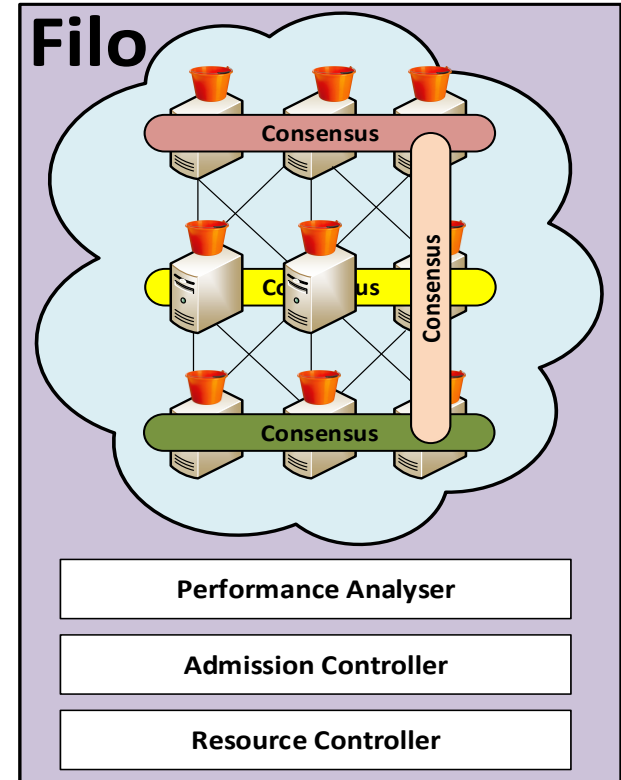 Filo
Consensus
Consensus
Consensus
Performance Analyser
Admission Controller
Resource Controller